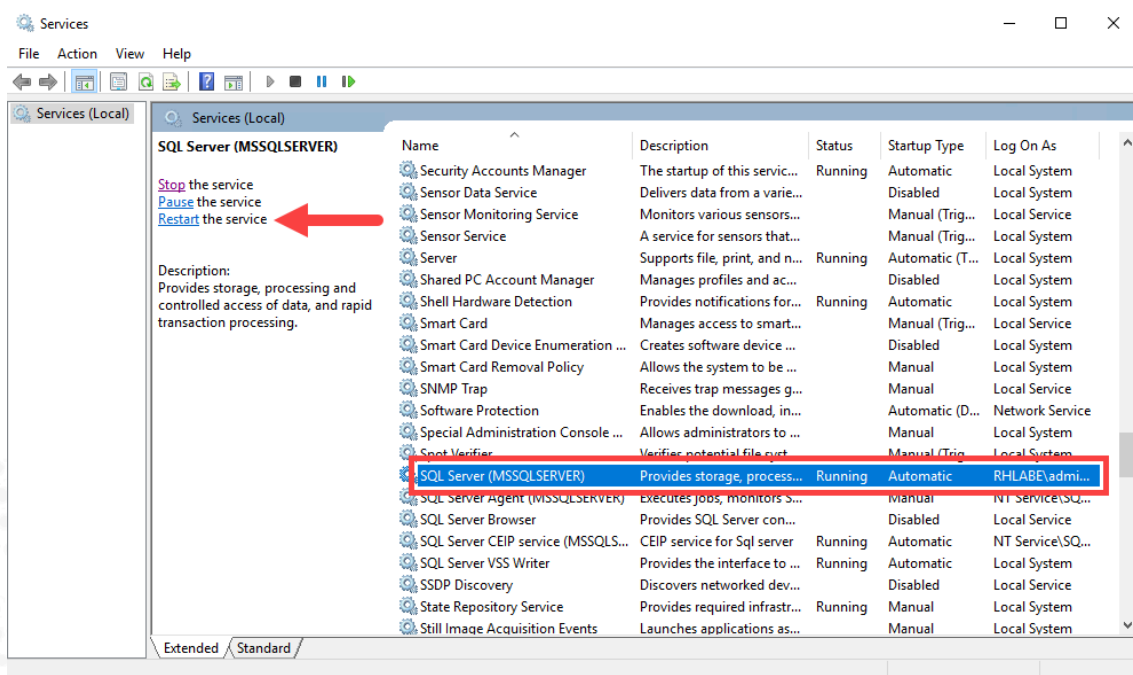 Services
File Action View Help
Services (Local)
Services (Local)
SQL Server (MSSQLSERVER)
Stop the service
Pause the service
Restart the service
Description:
Provides storage, processing and
controlled access of data, and rapid
transaction processing.
Name Description Status Startup Type Log On As
Security Accounts Manager The startup of this servic... Running Automatic Local System
Sensor Data Service Delivers data from a varie... Disabled Local System
Sensor Monitoring Service Monitors various sensors... Manual (Trig... Local Service
Sensor Service A service for sensors that... Manual (Trig... Local System
Server Supports file, print, and n... Running Automatic (T... Local System
Shared PC Account Manager Manages profiles and ac... Disabled Local System
Shell Hardware Detection Provides notifications for... Running Automatic Local System
Smart Card Manages access to smart... Manual (Trig... Local Service
Smart Card Device Enumeration ... Creates software device ... Disabled Local System
Smart Card Removal Policy Allows the system to be ... Manual Local System
SNMP Trap Receives trap messages g... Manual Local Service
Software Protection Enables the download, in... Automatic (D... Network Service
Special Administration Console ... Allows administrators to ... Manual Local System
Spot Verifier Verifies potential file syst... Manual (Trig... Local System
SQL Server (MSSQLSERVER) Provides storage, process... Running Automatic RHLABE\admi...
SQL Server Agent (MSSQLSERVER) Executes jobs, monitors S... Manual NT Service\SQ...
SQL Server Browser Provides SQL Server con... Disabled Local Service
SQL Server CEIP service (MSSQLS... CEIP service for Sql server Running Automatic NT Service\SQ...
SQL Server VSS Writer Provides the interface to ... Running Automatic Local System
SSDP Discovery Discovers networked dev... Disabled Local Service
State Repository Service Provides required infrastr... Running Manual Local System
Still Image Acquisition Events Launches applications as... Manual Local System
Extended Standard